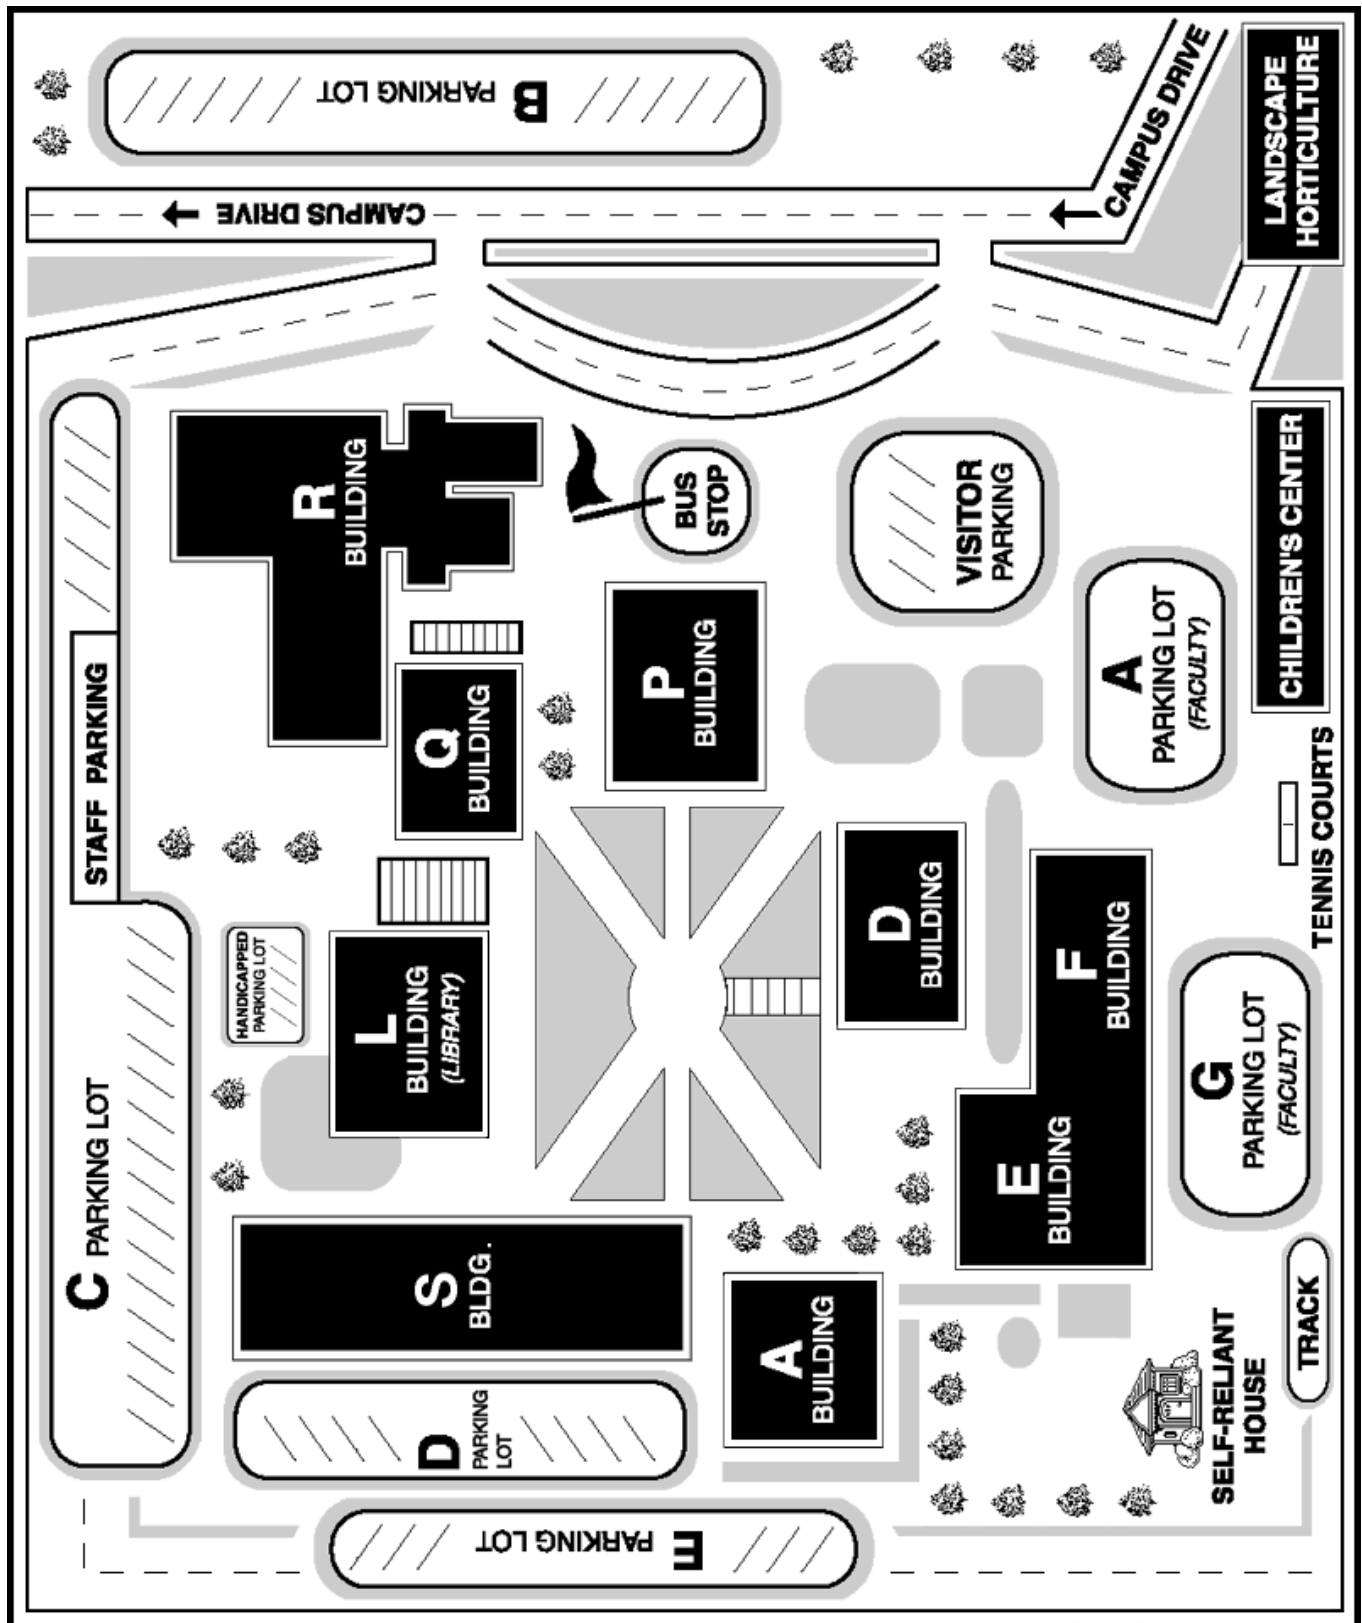 B
PARKING LOT
CAMPUS DRIVE
CAMPUS DRIVE
LANDSCAPE
HORTICULTURE
R
BUILDING
BUS
STOP
VISITOR
PARKING
CHILDREN'S CENTER
A
PARKING LOT
(FACULTY)
STAFF PARKING
Q
BUILDING
P
BUILDING
TENNIS COURTS
D
BUILDING
F
BUILDING
HANDICAPPED
PARKING LOT
L
BUILDING
(LIBRARY)
G
PARKING LOT
(FACULTY)
C PARKING LOT
E
BUILDING
S
BLDG.
A
BUILDING
TRACK
SELF-RELIANT
HOUSE
D
PARKING
LOT
E
PARKING LOT